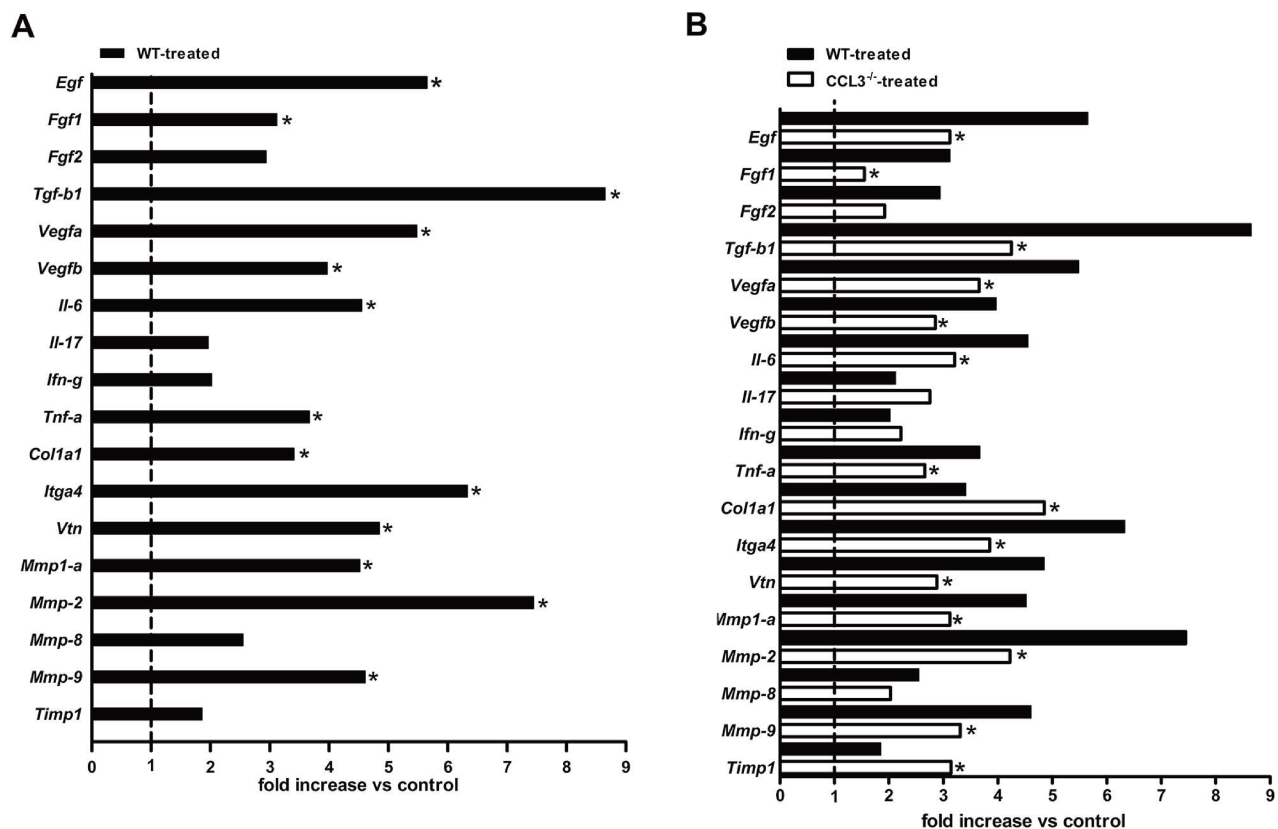 A
WT-treated
Egf *
Fgf1 *
Fgf2
Tgf-b1 *
Vegfa *
Vegfb *
Il-6 *
Il-17
Ifn-g
Tnf-a *
Col1a1 *
Itga4 *
Vtn *
Mmp1-a *
Mmp-2 *
Mmp-8
Mmp-9 *
Timp1
0 1 2 3 4 5 6 7 8 9
fold increase vs control
B
WT-treated
CCL3-/--treated
Egf *
Fgf1 *
Fgf2
Tgf-b1 *
Vegfa *
Vegfb *
Il-6 *
Il-17
Ifn-g
Tnf-a *
Col1a1 *
Itga4 *
Vtn *
Mmp1-a *
Mmp-2 *
Mmp-8
Mmp-9 *
Timp1 *
0 1 2 3 4 5 6 7 8 9
fold increase vs control